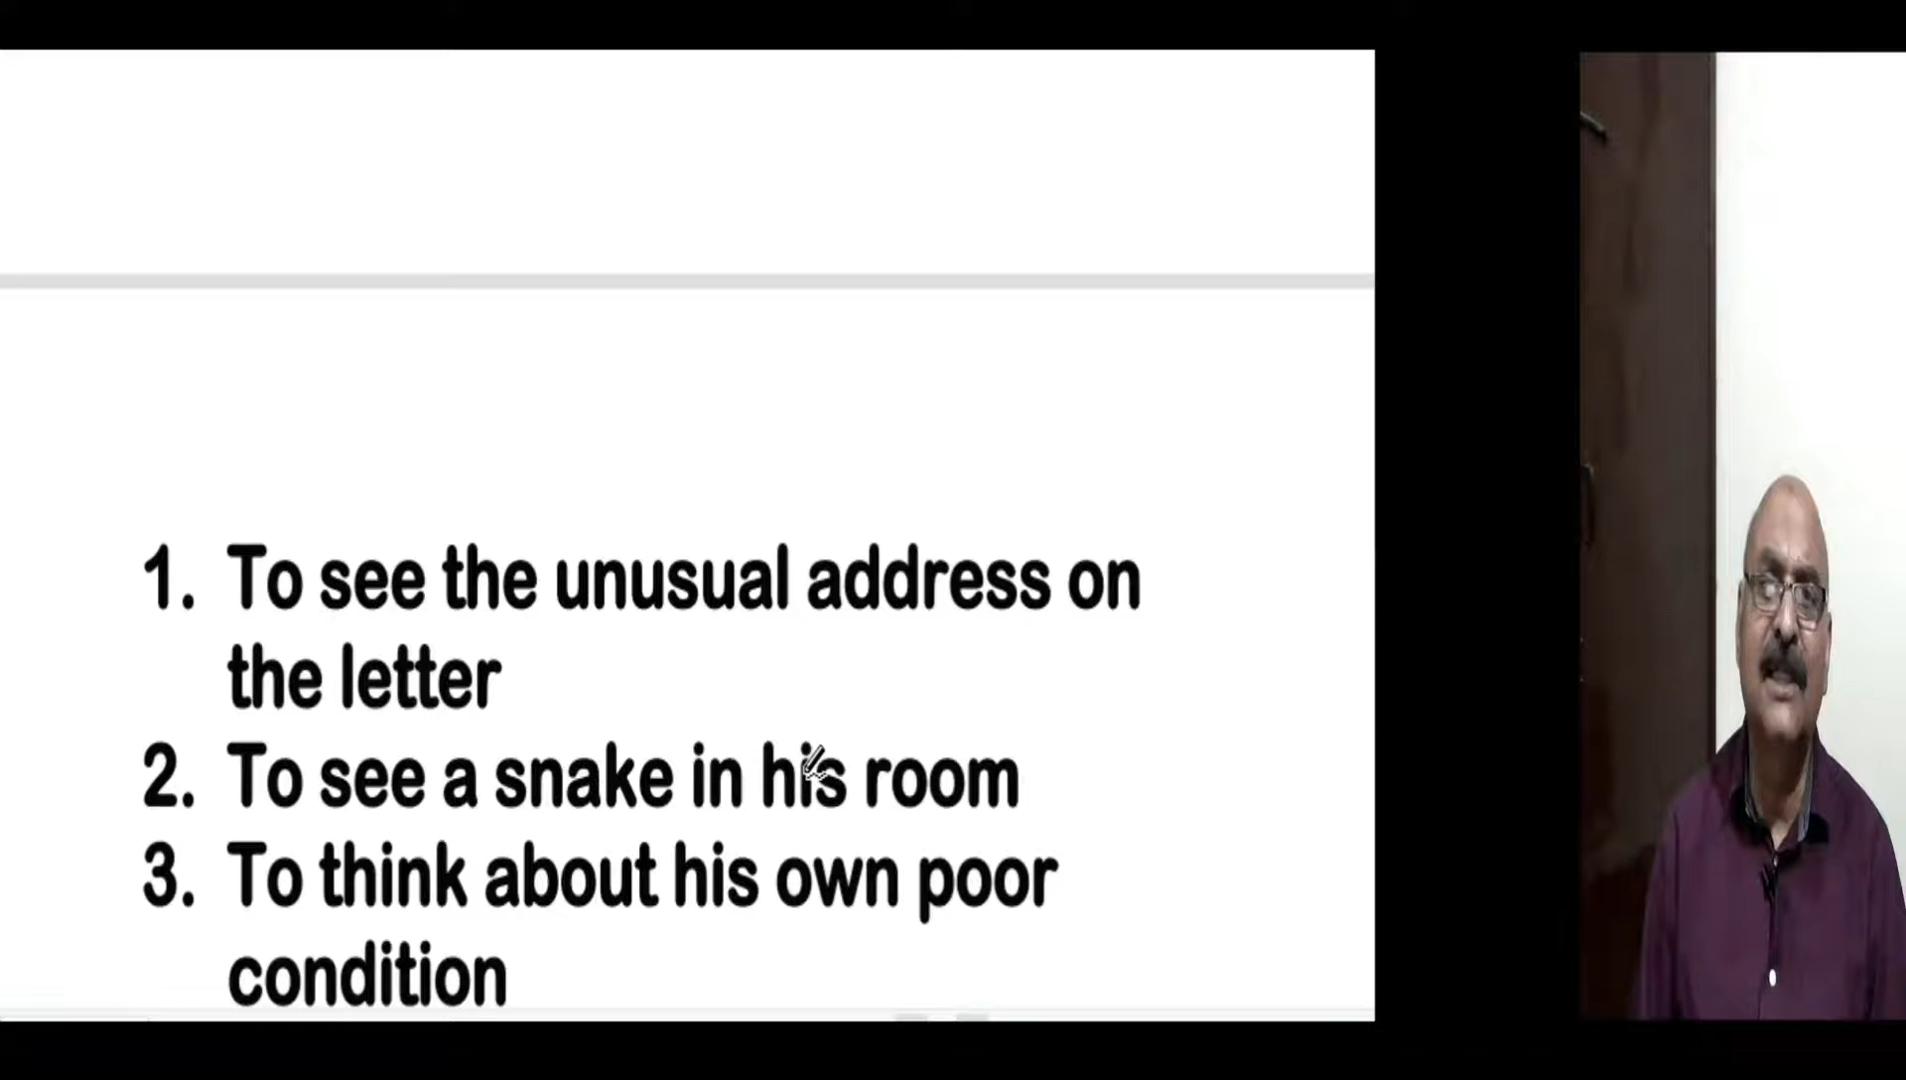 1. To see the unusual address on
the letter
2. To see a snake in his room
3. To think about his own poor
condition